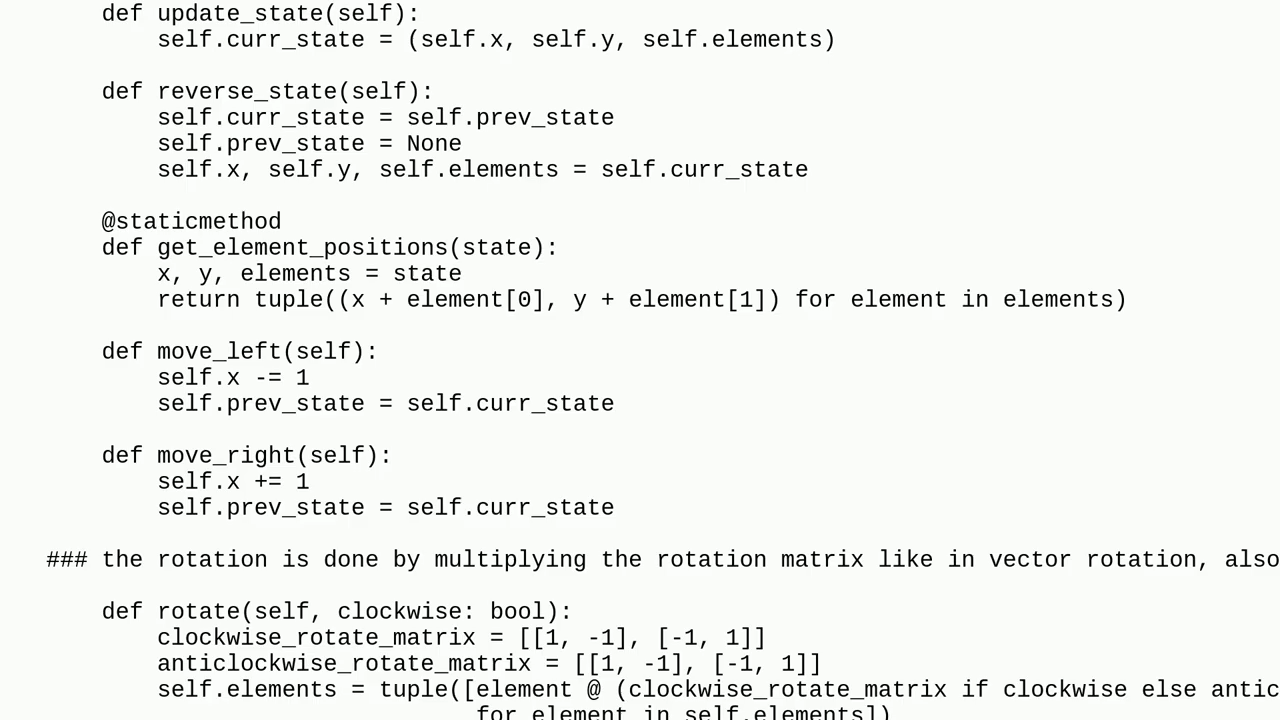 def update_state(self):
self.curr_state = (self.x, self.y, self.elements)
def reverse_state(self):
self.curr_state = self.prev_state
self.prev_state = None
self.x, self.y, self.elements = self.curr_state
@staticmethod
def get_element_positions(state):
x, y, elements = state
return tuple((x + element[0], y + element[1]) for element in elements)
def move_left(self):
self.x -= 1
self.prev_state = self.curr_state
def move_right(self):
self.x += 1
self.prev_state = self.curr_state
### the rotation is done by multiplying the rotation matrix like in vector rotation, also
def rotate(self, clockwise: bool):
clockwise_rotate_matrix = [[1, -1], [-1, 1]]
anticlockwise_rotate_matrix = [[1, -1], [-1, 1]]
self.elements = tuple([element @ (clockwise_rotate_matrix if clockwise else antic
for element in self.elements])